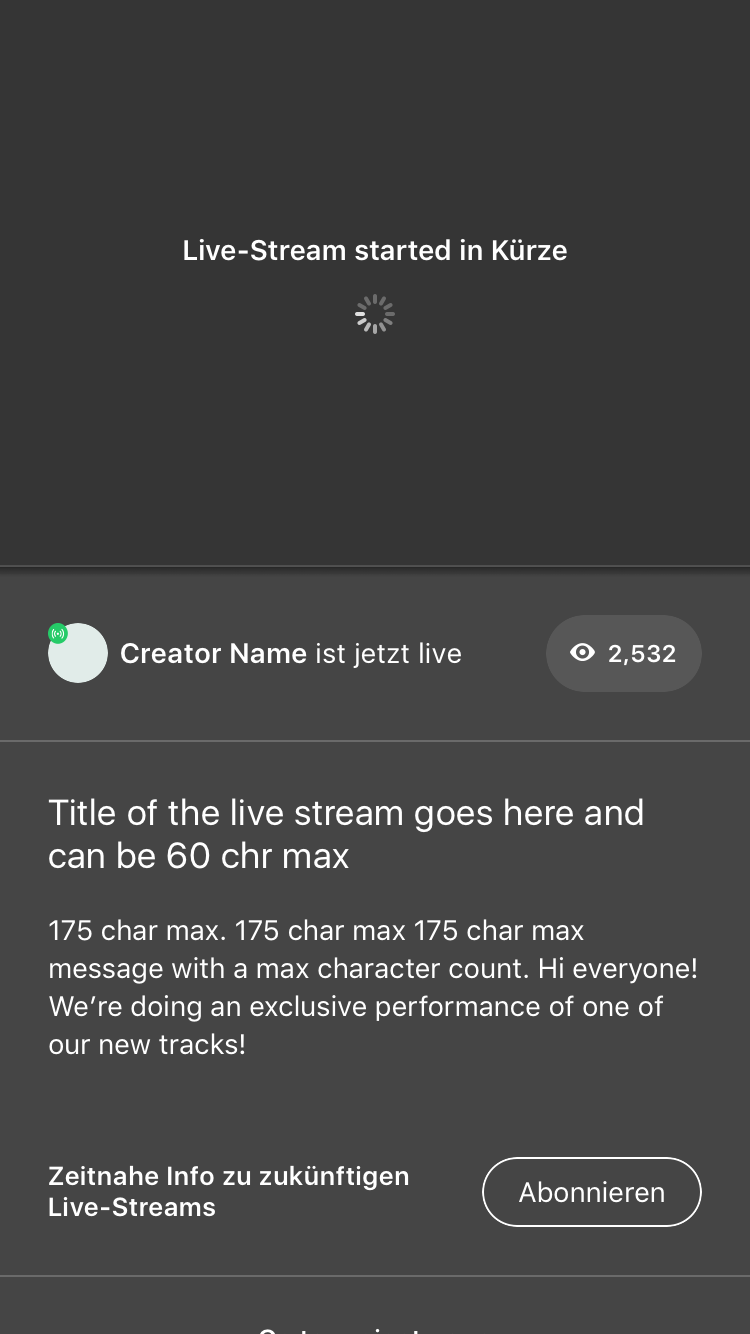 Live-Stream started in Kürze
Creator Name ist jetzt live
2,532
Title of the live stream goes here and
can be 60 chr max
175 char max. 175 char max 175 char max
message with a max character count. Hi everyone!
We’re doing an exclusive performance of one of
our new tracks!
Zeitnahe Info zu zukünftigen
Live-Streams
Abonnieren